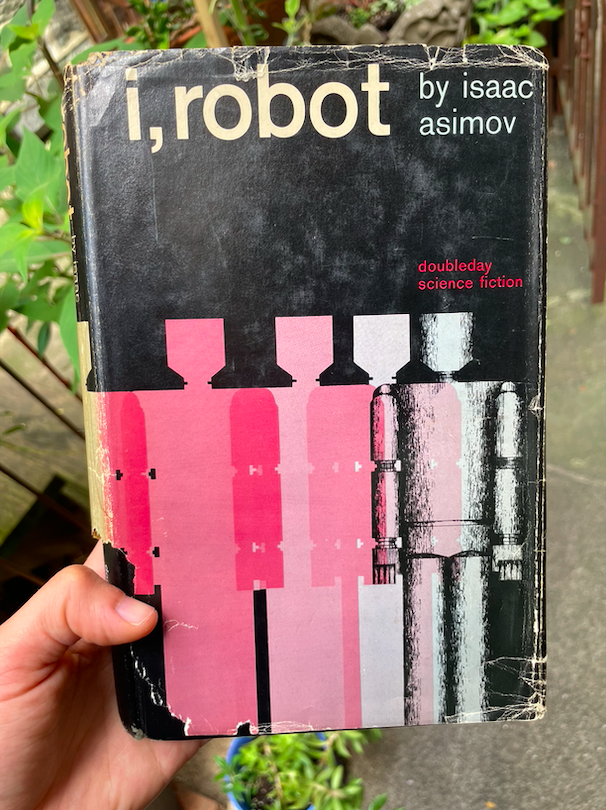 i, robot
by isaac
asimov
doubleday
science fiction